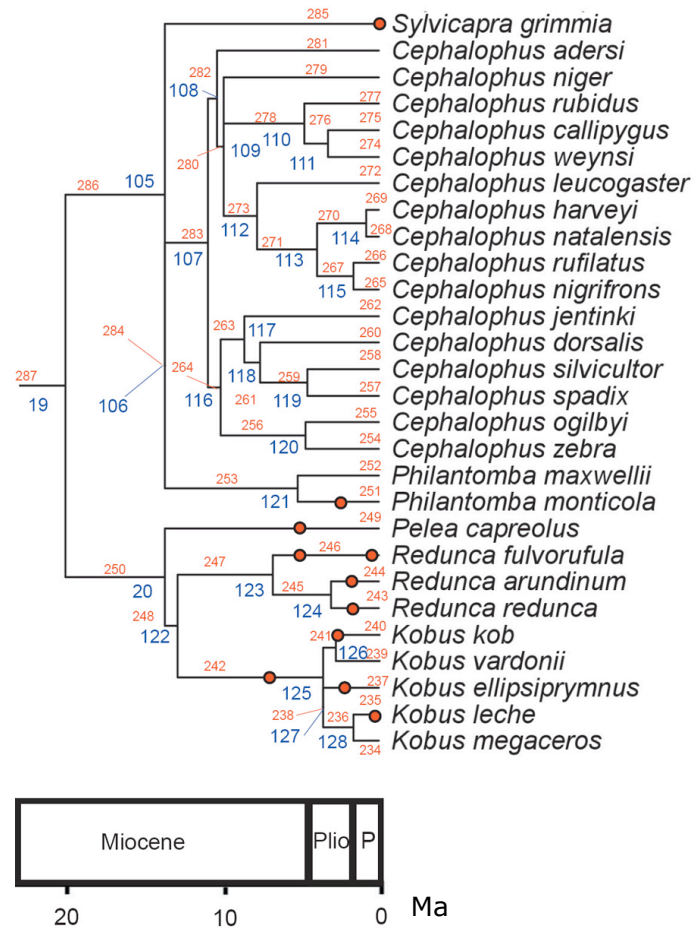 285 Sylvicapra grimmia
281 Cephalophus adersi
282 279 Cephalophus niger
108 277 Cephalophus rubidus
278 276 275 Cephalophus callipygus
110
280 109 111 274 Cephalophus weynsi
286 105 272 Cephalophus leucogaster
273 270 269 Cephalophus harveyi
283 112 271 114 268 Cephalophus natalensis
107 113 267 266 Cephalophus rufilatus
115 265 Cephalophus nigrifrons
262 Cephalophus jentinki
284 263 117 260 Cephalophus dorsalis
264 118 259 258 Cephalophus silvicultor
287 106 116 261 119 257 Cephalophus spadix
19 256 255 Cephalophus ogilbyi
120 254 Cephalophus zebra
253 252 Philantomba maxwellii
121 251 Philantomba monticola
249 Pelea capreolus
250 247 246 Redunca fulvorufula
20 123 245 244 Redunca arundinum
248 124 243 Redunca redunca
122 241 240 Kobus kob
242 126 239 Kobus vardonii
125 237 Kobus ellipsiprymnus
238 236 235 Kobus leche
127 128 234 Kobus megaceros
Miocene Plio P
20 10 0 Ma